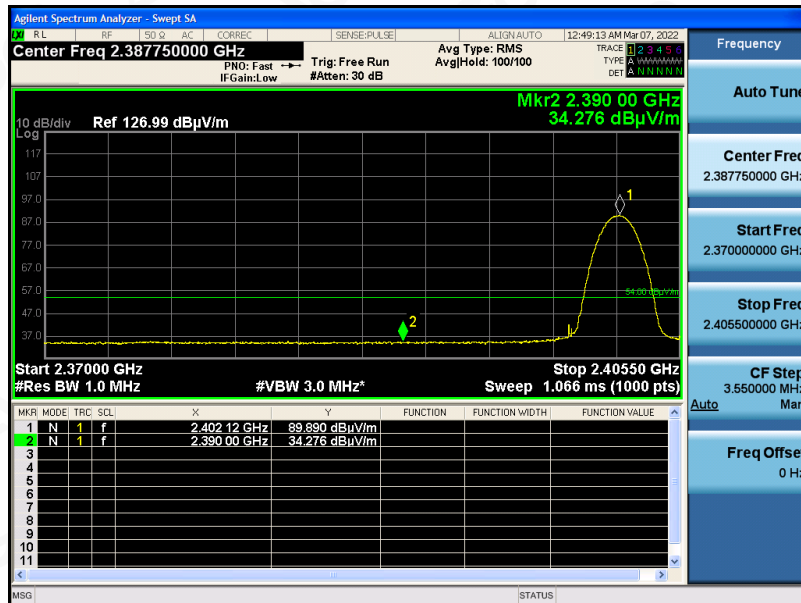 Agilent Spectrum Analyzer - Swept SA
LXI RL RF 50 Ω AC CORREC SENSE:PULSE ALIGN AUTO 12:49:13 AM Mar 07, 2022
Center Freq 2.387750000 GHz
PNO: Fast
IFGain:Low
Trig: Free Run
#Atten: 30 dB
Avg Type: RMS
Avg|Hold: 100/100
TRACE 1 2 3 4 5 6
TYPE A WWWWW
DET A N N N N N
Mkr2 2.390 00 GHz
34.276 dBµV/m
10 dB/div Ref 126.99 dBµV/m
Log
117
107
97.0
87.0
77.0
67.0
57.0
47.0
37.0
1
2
54.00 dBµV/m
Start 2.37000 GHz Stop 2.40550 GHz
#Res BW 1.0 MHz #VBW 3.0 MHz* Sweep 1.066 ms (1000 pts)
MKR MODE TRC SCL X Y FUNCTION FUNCTION WIDTH FUNCTION VALUE
1 N 1 f 2.402 12 GHz 89.890 dBµV/m
2 N 1 f 2.390 00 GHz 34.276 dBµV/m
3
4
5
6
7
8
9
10
11
MSG STATUS
Frequency
Auto Tune
Center Freq
2.387750000 GHz
Start Freq
2.370000000 GHz
Stop Freq
2.405500000 GHz
CF Step
3.550000 MHz
Auto Man
Freq Offset
0 Hz